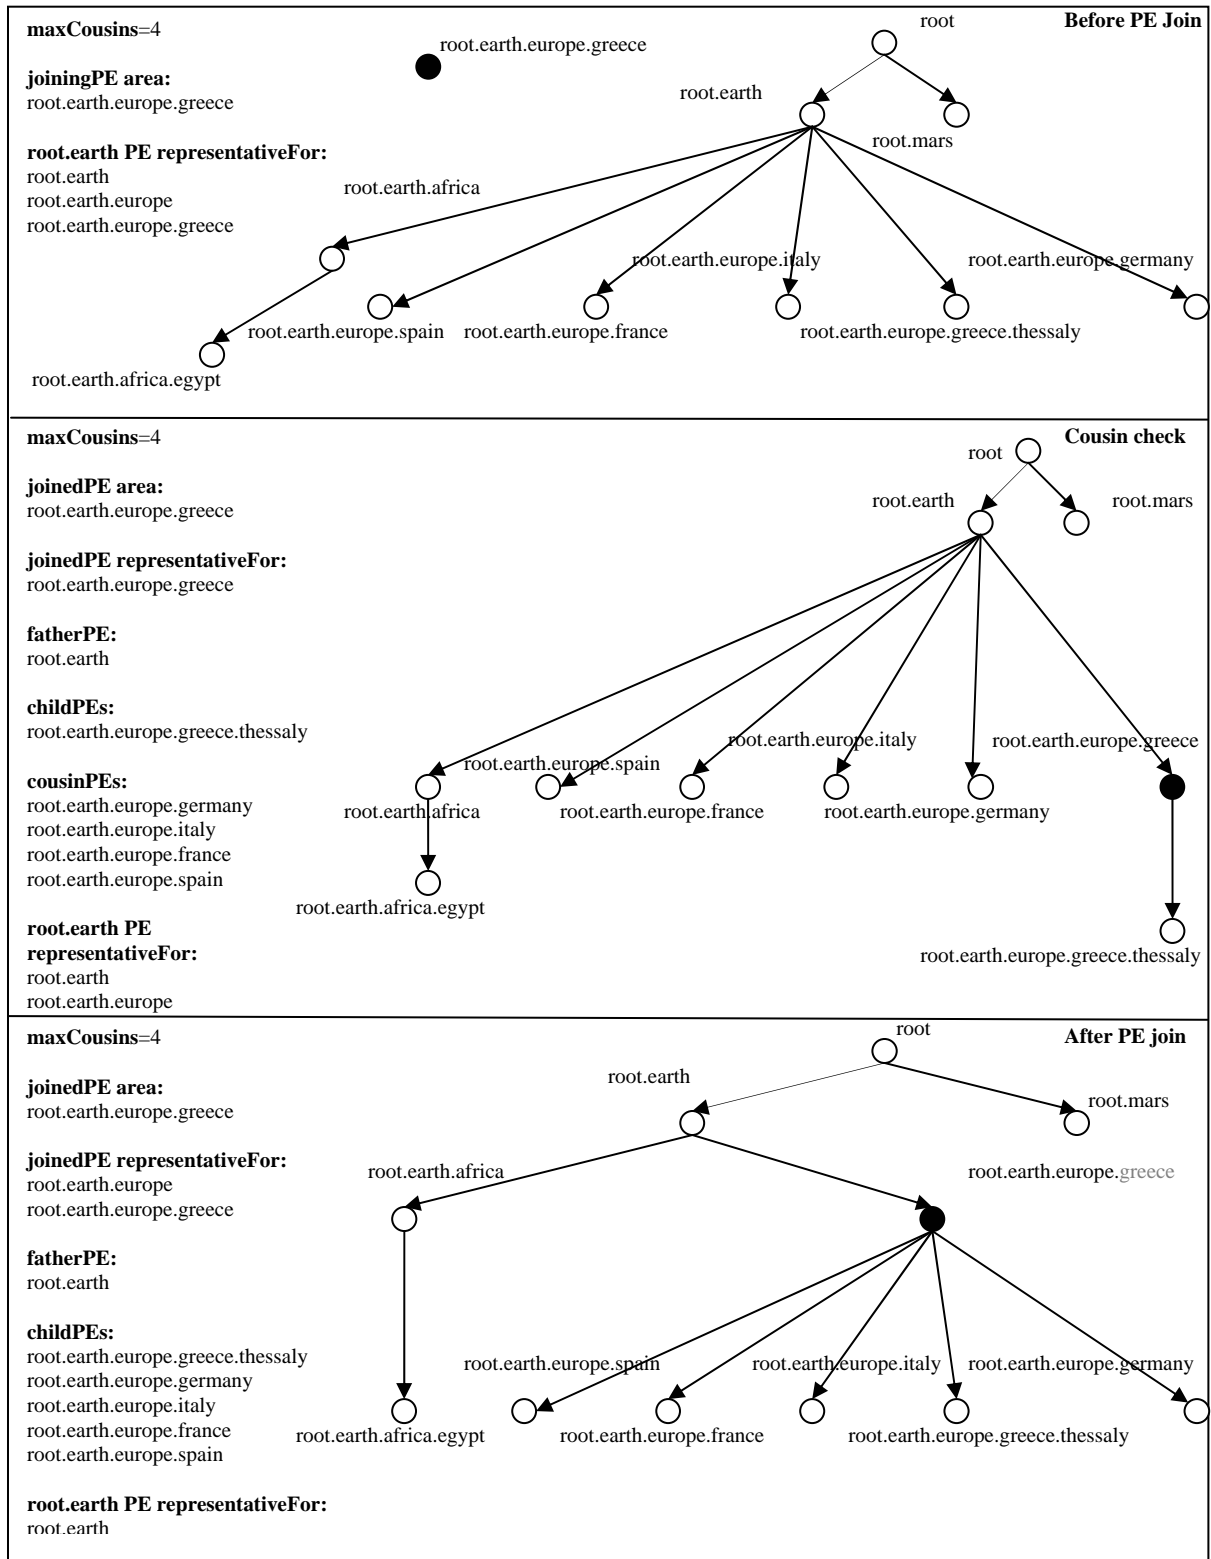 maxCousins=4
Before PE Join
root
root.earth.europe.greece
joiningPE area:
root.earth.europe.greece
root.earth
root.mars
root.earth PE representativeFor:
root.earth
root.earth.europe
root.earth.europe.greece
root.earth.africa
root.earth.europe.italy
root.earth.europe.germany
root.earth.europe.spain
root.earth.europe.france
root.earth.europe.greece.thessaly
root.earth.africa.egypt
maxCousins=4
Cousin check
root
joinedPE area:
root.earth.europe.greece
root.earth
root.mars
joinedPE representativeFor:
root.earth.europe.greece
fatherPE:
root.earth
childPEs:
root.earth.europe.greece.thessaly
cousinPEs:
root.earth.europe.germany
root.earth.europe.italy
root.earth.europe.france
root.earth.europe.spain
root.earth PE
representativeFor:
root.earth
root.earth.europe
root.earth.europe.italy
root.earth.europe.greece
root.earth.europe.spain
root.earth.africa
root.earth.europe.france
root.earth.europe.germany
root.earth.africa.egypt
root.earth.europe.greece.thessaly
maxCousins=4
root
After PE join
joinedPE area:
root.earth.europe.greece
root.earth
root.mars
joinedPE representativeFor:
root.earth.europe
root.earth.europe.greece
root.earth.africa
root.earth.europe.greece
fatherPE:
root.earth
childPEs:
root.earth.europe.greece.thessaly
root.earth.europe.germany
root.earth.europe.italy
root.earth.europe.france
root.earth.europe.spain
root.earth.europe.spain
root.earth.europe.italy
root.earth.europe.germany
root.earth.africa.egypt
root.earth.europe.france
root.earth.europe.greece.thessaly
root.earth PE representativeFor:
root.earth